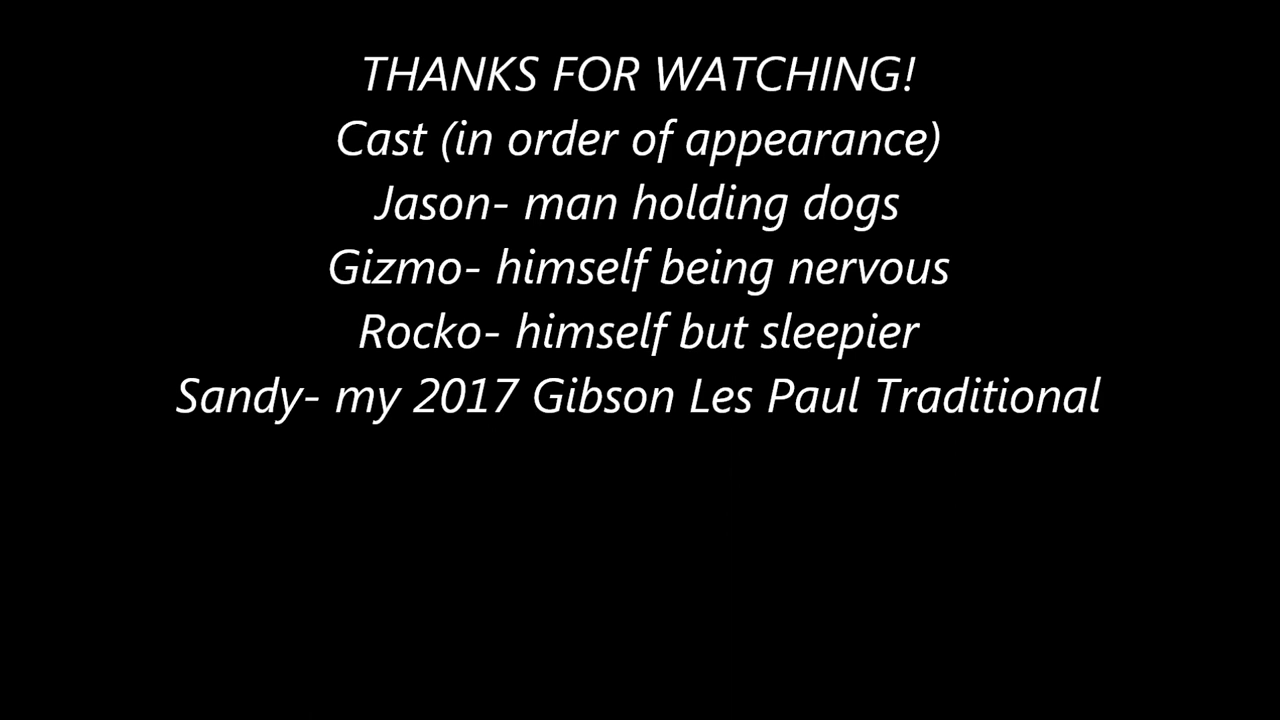 THANKS FOR WATCHING!
Cast (in order of appearance)
Jason- man holding dogs
Gizmo- himself being nervous
Rocko- himself but sleepier
Sandy- my 2017 Gibson Les Paul Traditional